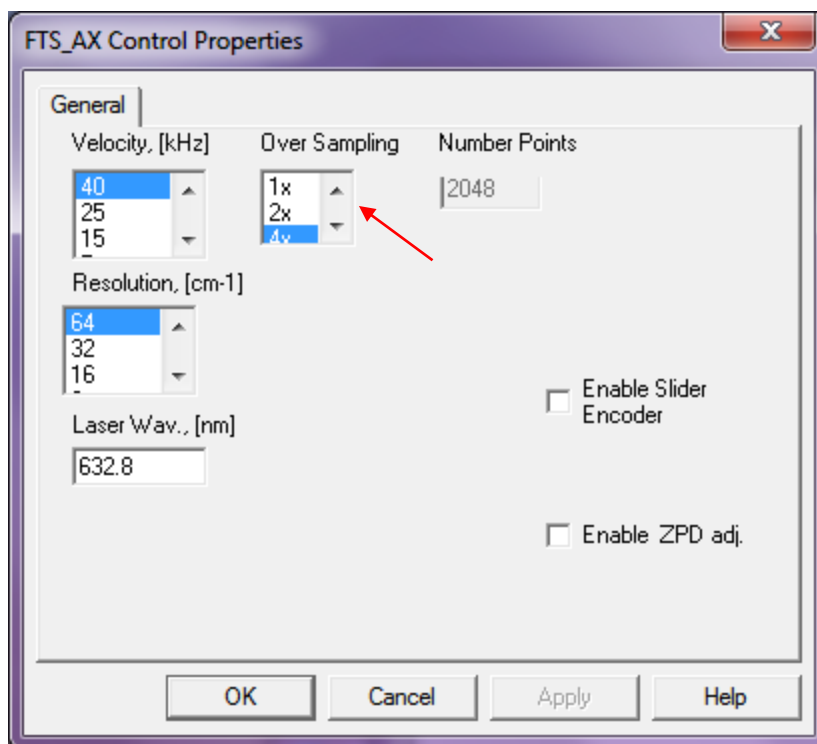 FTS_AX Control Properties
General
Velocity, [kHz]
Over Sampling
Number Points
40
25
15
1x
2x
4x
2048
Resolution, [cm-1]
64
32
16
Enable Slider
Encoder
Laser Wav., [nm]
632.8
Enable ZPD adj.
OK
Cancel
Apply
Help